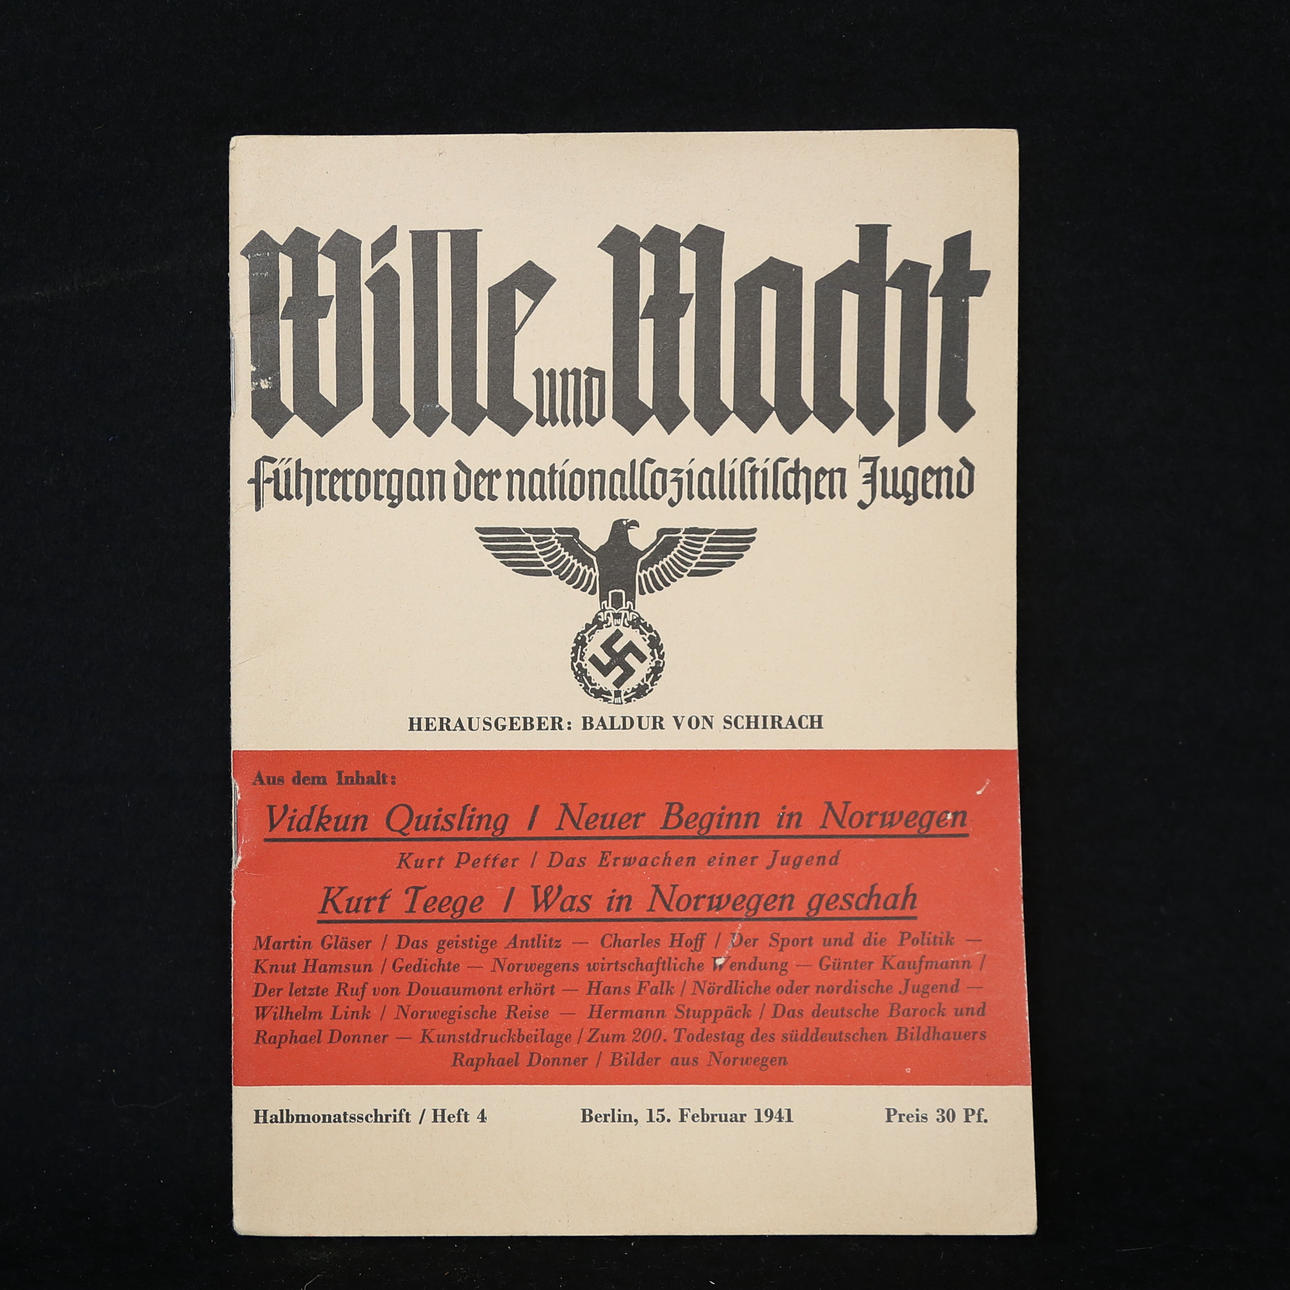 Wille und Macht
Führerorgan der nationalsozialistischen Jugend
HERAUSGEBER: BALDUR VON SCHIRACH
Aus dem Inhalt:
Vidkun Quisling / Neuer Beginn in Norwegen
Kurt Peffer / Das Erwachen einer Jugend
Kurt Teege / Was in Norwegen geschah
Martin Gläser / Das geistige Antlitz — Charles Hoff / Der Sport und die Politik —
Knut Hamsun / Gedichte — Norwegens wirtschaftliche Wendung — Günter Kaufmann /
Der letzte Ruf von Douaumont erhört — Hans Falk / Nördliche oder nordische Jugend —
Wilhelm Link / Norwegische Reise — Hermann Stuppäck / Das deutsche Barock und
Raphael Donner — Kunstdruckbeilage / Zum 200. Todestag des süddeutschen Bildhauers
Raphael Donner / Bilder aus Norwegen
Halbmonatsschrift / Heft 4 Berlin, 15. Februar 1941 Preis 30 Pf.